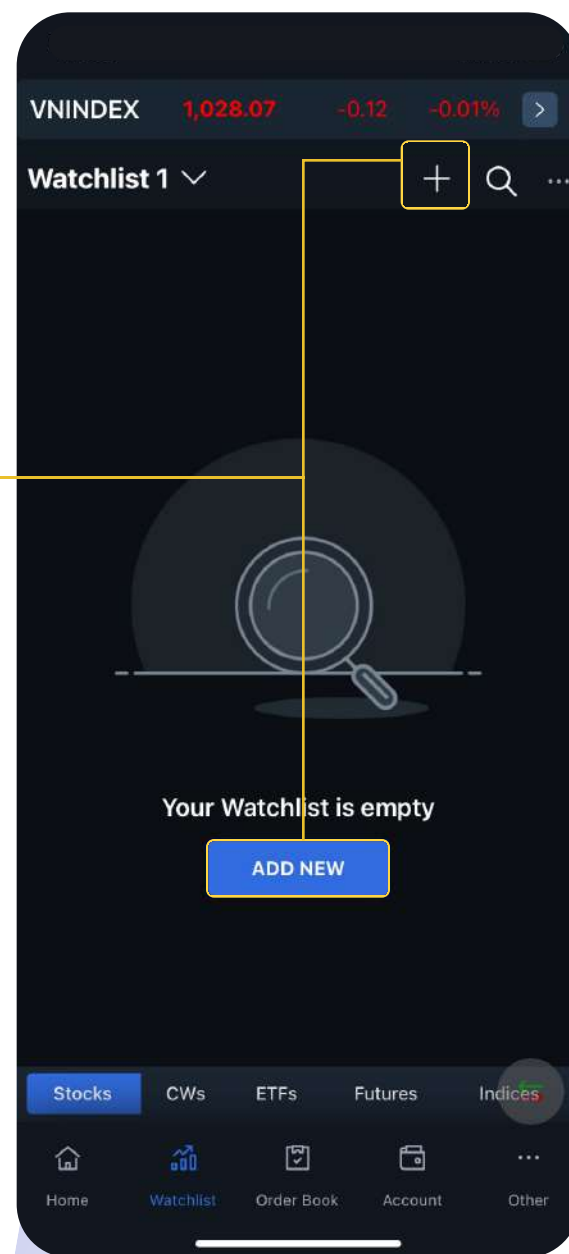 VNINDEX 1,028.07 -0.12 -0.01% >
Watchlist 1
Your Watchlist is empty
ADD NEW
Stocks CWs ETFs Futures Indices
Home Watchlist Order Book Account Other